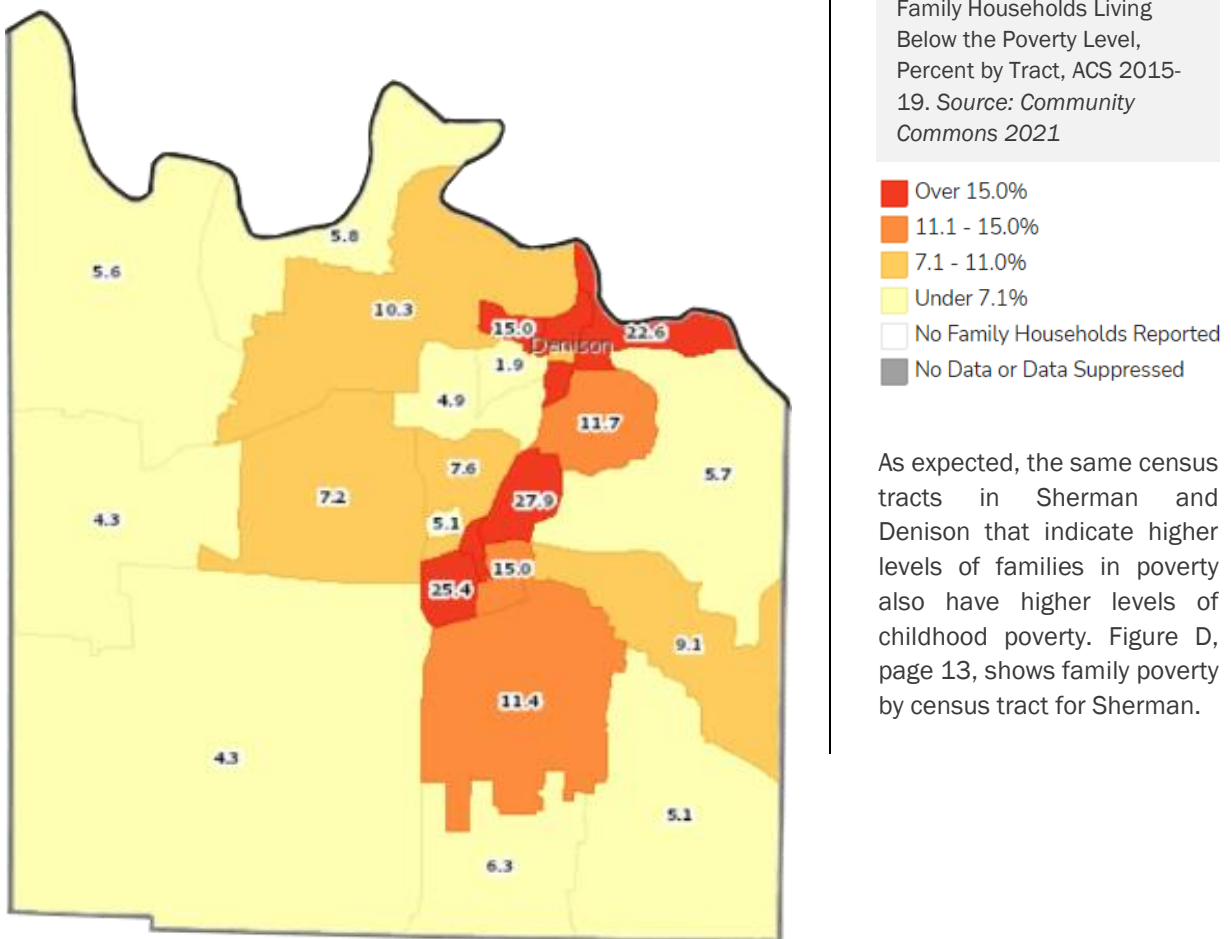 5.8
5.6
10.3
15.0
22.6
Denison
1.9
4.9
11.7
7.6
5.7
7.2
27.9
4.3
5.1
15.0
25.4
9.1
11.4
4.3
5.1
6.3
Family Households Living
Below the Poverty Level,
Percent by Tract, ACS 2015-
19. Source: Community
Commons 2021
Over 15.0%
11.1 - 15.0%
7.1 - 11.0%
Under 7.1%
No Family Households Reported
No Data or Data Suppressed
As expected, the same census
tracts in Sherman and
Denison that indicate higher
levels of families in poverty
also have higher levels of
childhood poverty. Figure D,
page 13, shows family poverty
by census tract for Sherman.